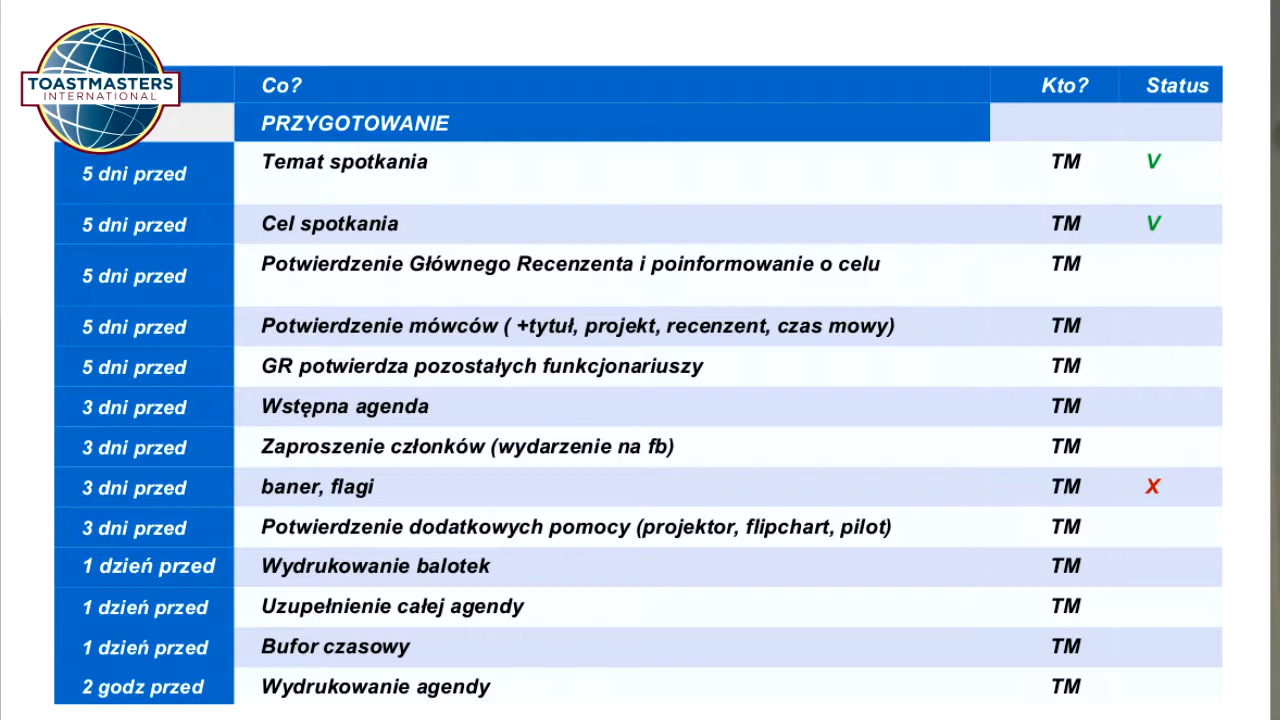 TOASTMASTERS
INTERNATIONAL
Co? Kto? Status
PRZYGOTOWANIE
5 dni przed Temat spotkania TM V
5 dni przed Cel spotkania TM V
5 dni przed Potwierdzenie Głównego Recenzenta i poinformowanie o celu TM
5 dni przed Potwierdzenie mówców ( +tytuł, projekt, recenzent, czas mowy) TM
5 dni przed GR potwierdza pozostałych funkcjonariuszy TM
3 dni przed Wstępna agenda TM
3 dni przed Zaproszenie członków (wydarzenie na fb) TM
3 dni przed baner, flagi TM X
3 dni przed Potwierdzenie dodatkowych pomocy (projektor, flipchart, pilot) TM
1 dzień przed Wydrukowanie balotek TM
1 dzień przed Uzupełnienie całej agendy TM
1 dzień przed Bufor czasowy TM
2 godz przed Wydrukowanie agendy TM